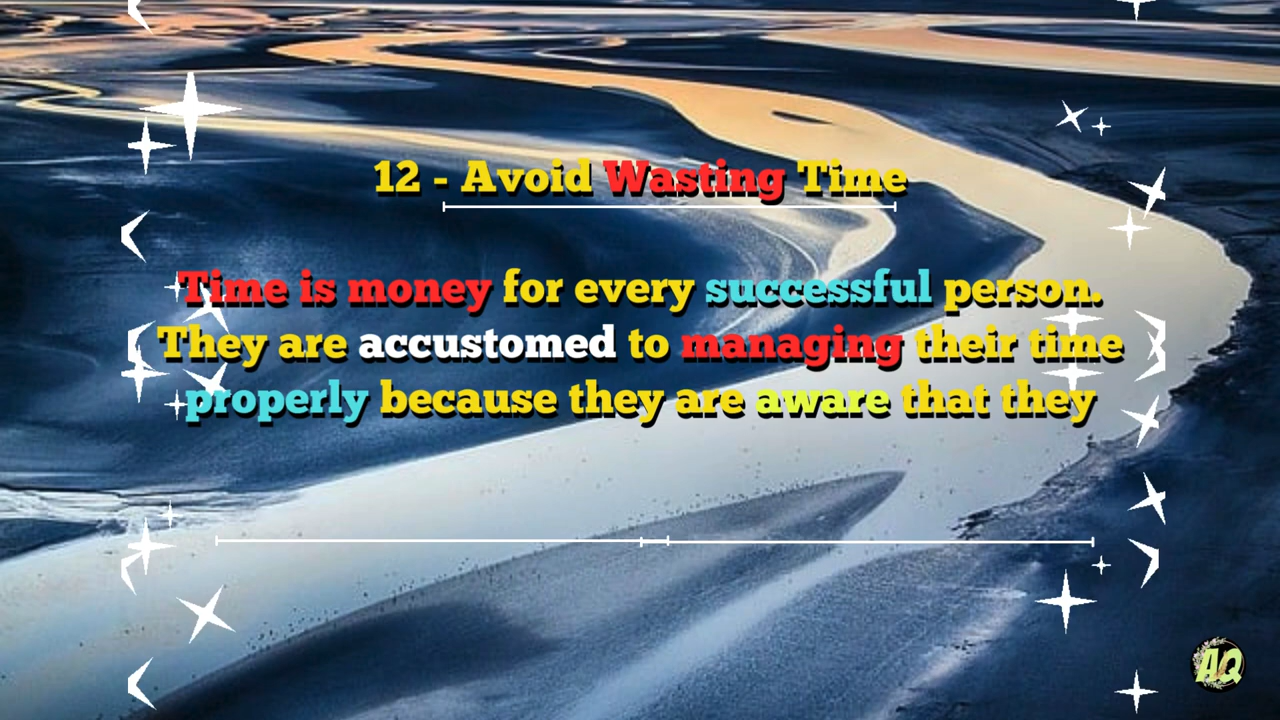 12 - Avoid Wasting Time
Time is money for every successful person.
They are accustomed to managing their time
properly because they are aware that they
AQ